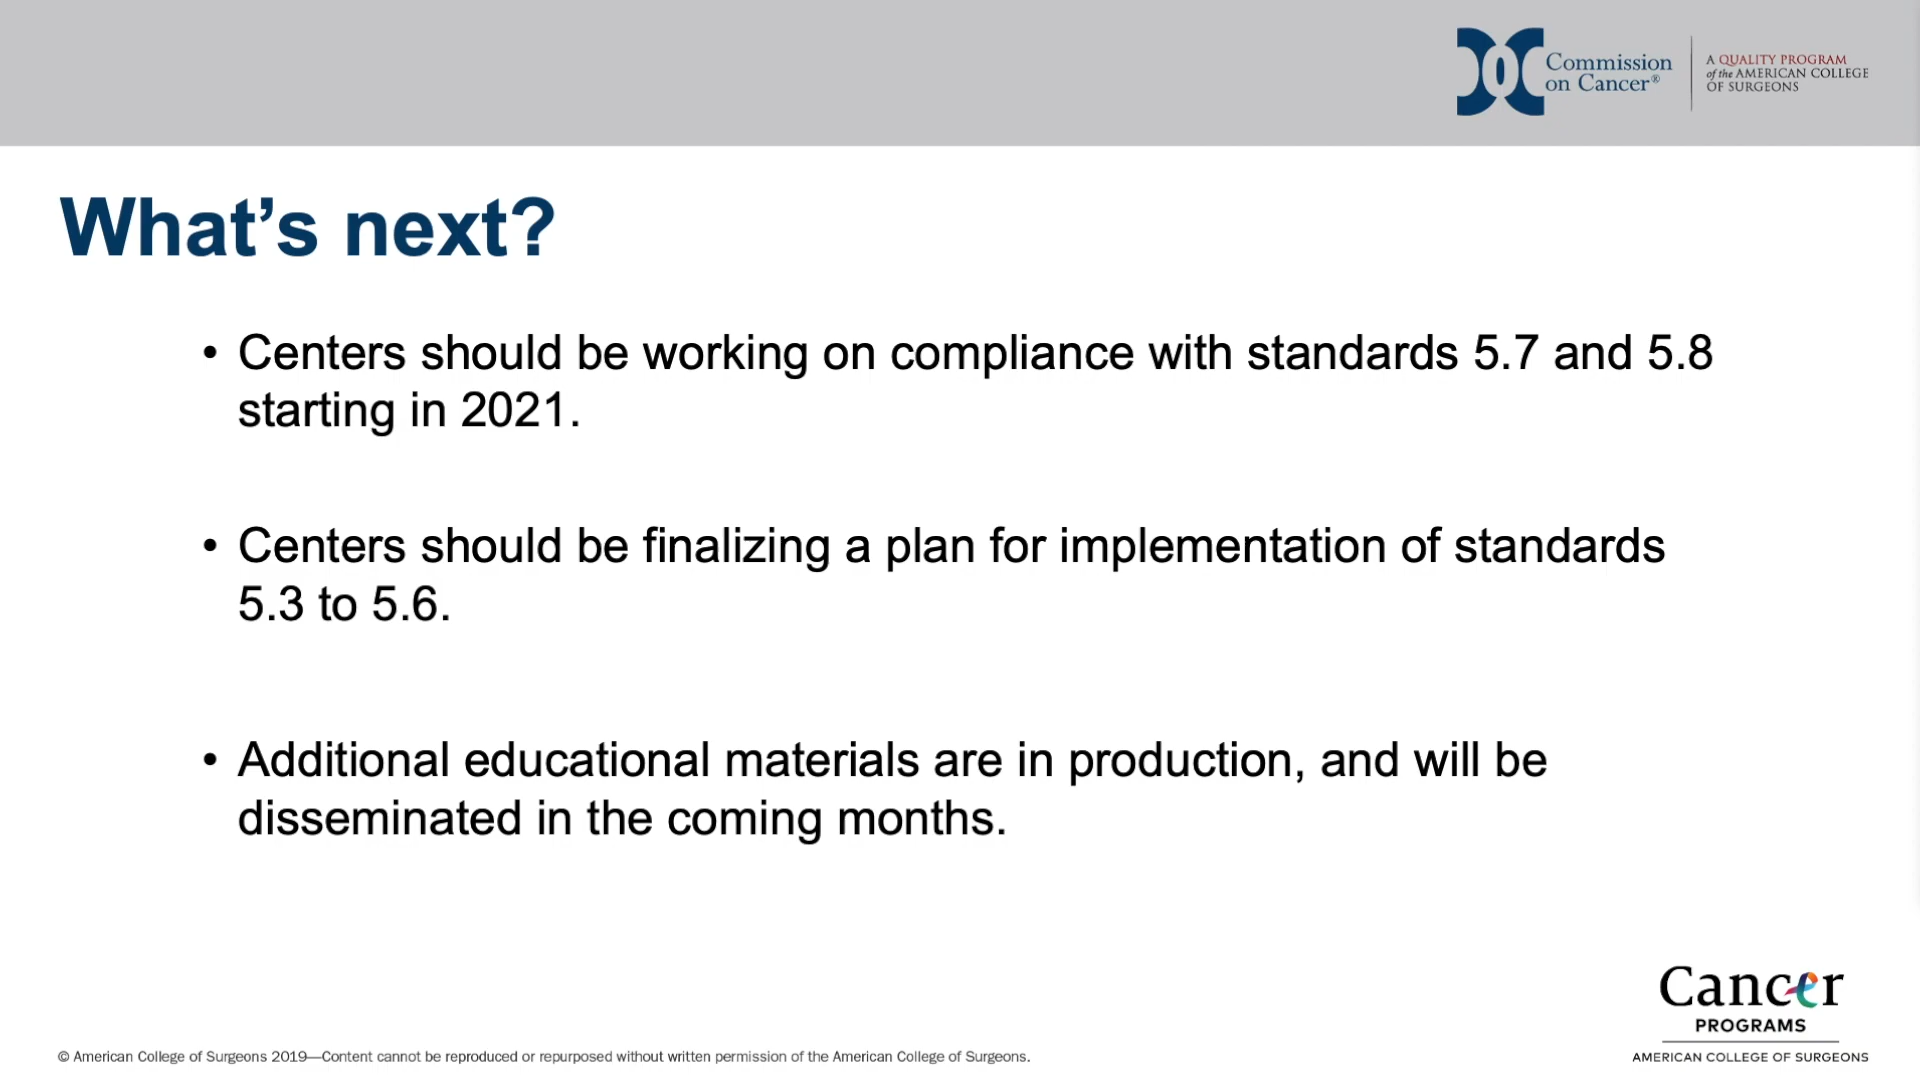 Commission
on Cancer®
A QUALITY PROGRAM
of the AMERICAN COLLEGE
OF SURGEONS
What’s next?
• Centers should be working on compliance with standards 5.7 and 5.8
starting in 2021.
• Centers should be finalizing a plan for implementation of standards
5.3 to 5.6.
• Additional educational materials are in production, and will be
disseminated in the coming months.
Cancer
PROGRAMS
AMERICAN COLLEGE OF SURGEONS
© American College of Surgeons 2019—Content cannot be reproduced or repurposed without written permission of the American College of Surgeons.